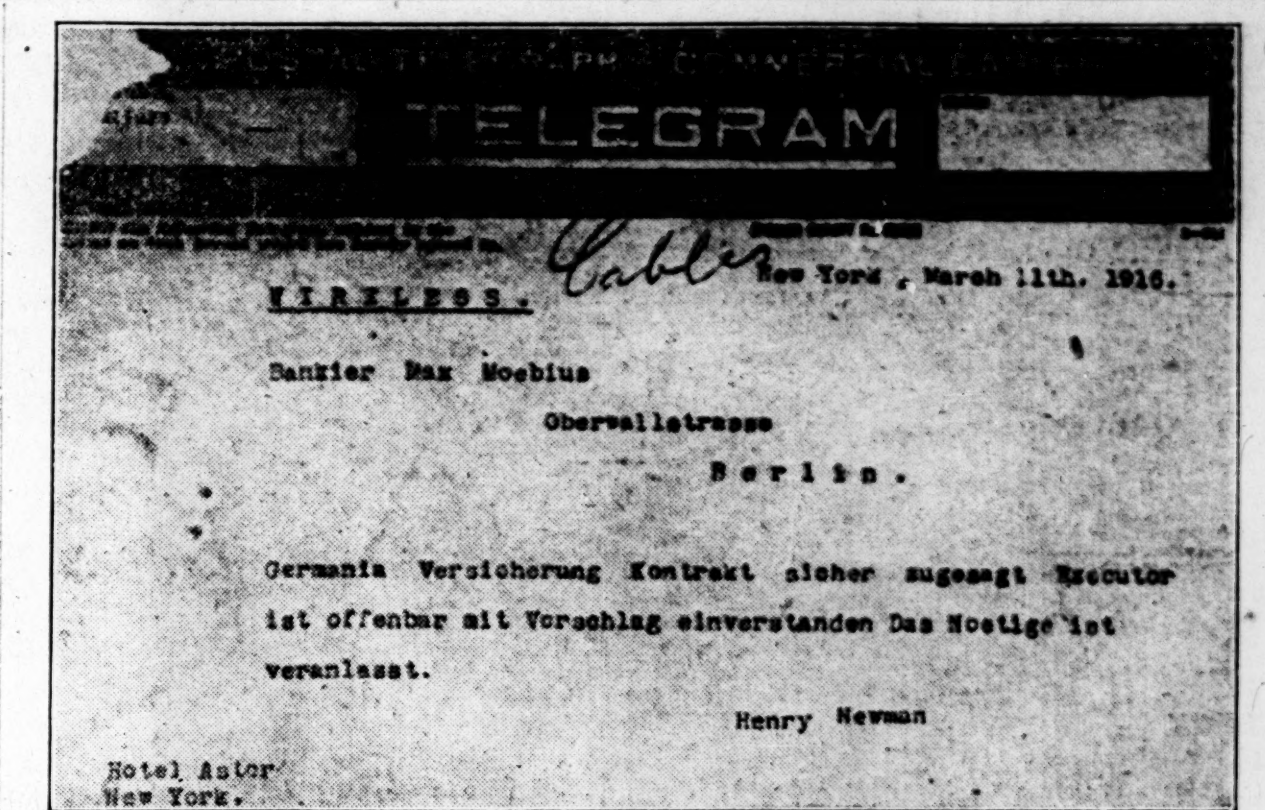 TELEGRAM
Cables
New York, March 11th. 1916.
WIRELESS.
Bankier Max Moebius
Oberwallstrasse
Berlin.
Germania Versicherung Kontrakt sicher zugesagt Executor
ist offenbar mit Vorschlag einverstanden Das Noetige ist
veranlasst.
Henry Newman
Hotel Astor
New York.